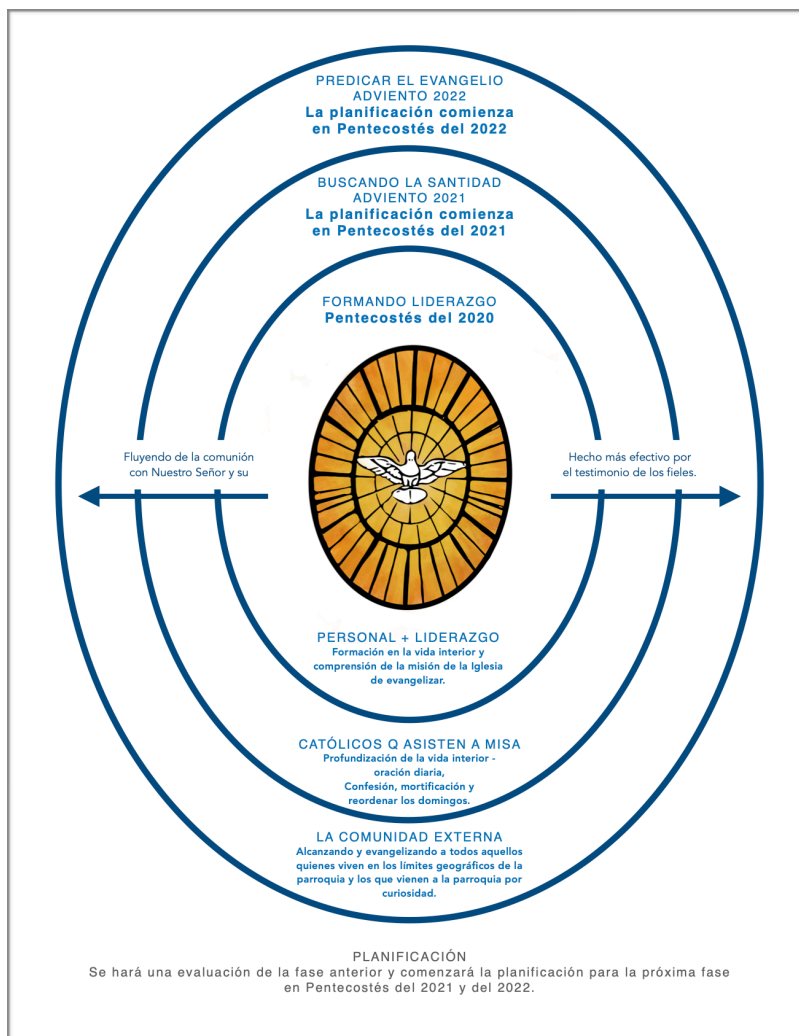 PREDICAR EL EVANGELIO
ADVIENTO 2022
La planificación comienza
en Pentecostés del 2022
BUSCANDO LA SANTIDAD
ADVIENTO 2021
La planificación comienza
en Pentecostés del 2021
FORMANDO LIDERAZGO
Pentecostés del 2020
Fluyendo de la comunión
con Nuestro Señor y su
Hecho más efectivo por
el testimonio de los fieles.
PERSONAL + LIDERAZGO
Formación en la vida interior y
comprensión de la misión de la Iglesia
de evangelizar.
CATÓLICOS Q ASISTEN A MISA
Profundización de la vida interior -
oración diaria,
Confesión, mortificación y
reordenar los domingos.
LA COMUNIDAD EXTERNA
Alcanzando y evangelizando a todos aquellos
quienes viven en los límites geográficos de la
parroquia y los que vienen a la parroquia por
curiosidad.
PLANIFICACIÓN
Se hará una evaluación de la fase anterior y comenzará la planificación para la próxima fase
en Pentecostés del 2021 y del 2022.